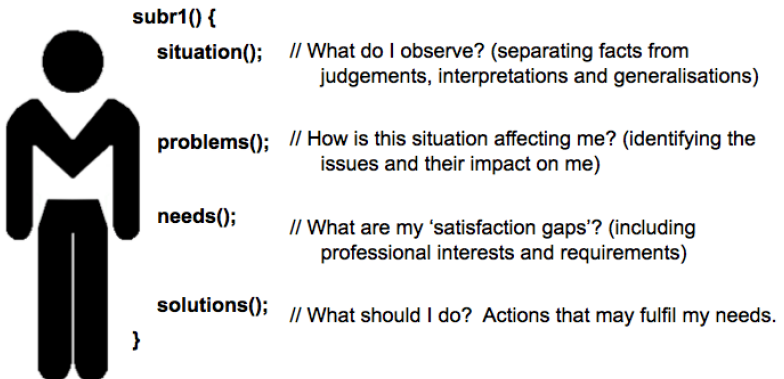 subr1() {
situation(); // What do I observe? (separating facts from
judgements, interpretations and generalisations)
problems(); // How is this situation affecting me? (identifying the
issues and their impact on me)
needs(); // What are my ‘satisfaction gaps’? (including
professional interests and requirements)
solutions(); // What should I do? Actions that may fulfil my needs.
}